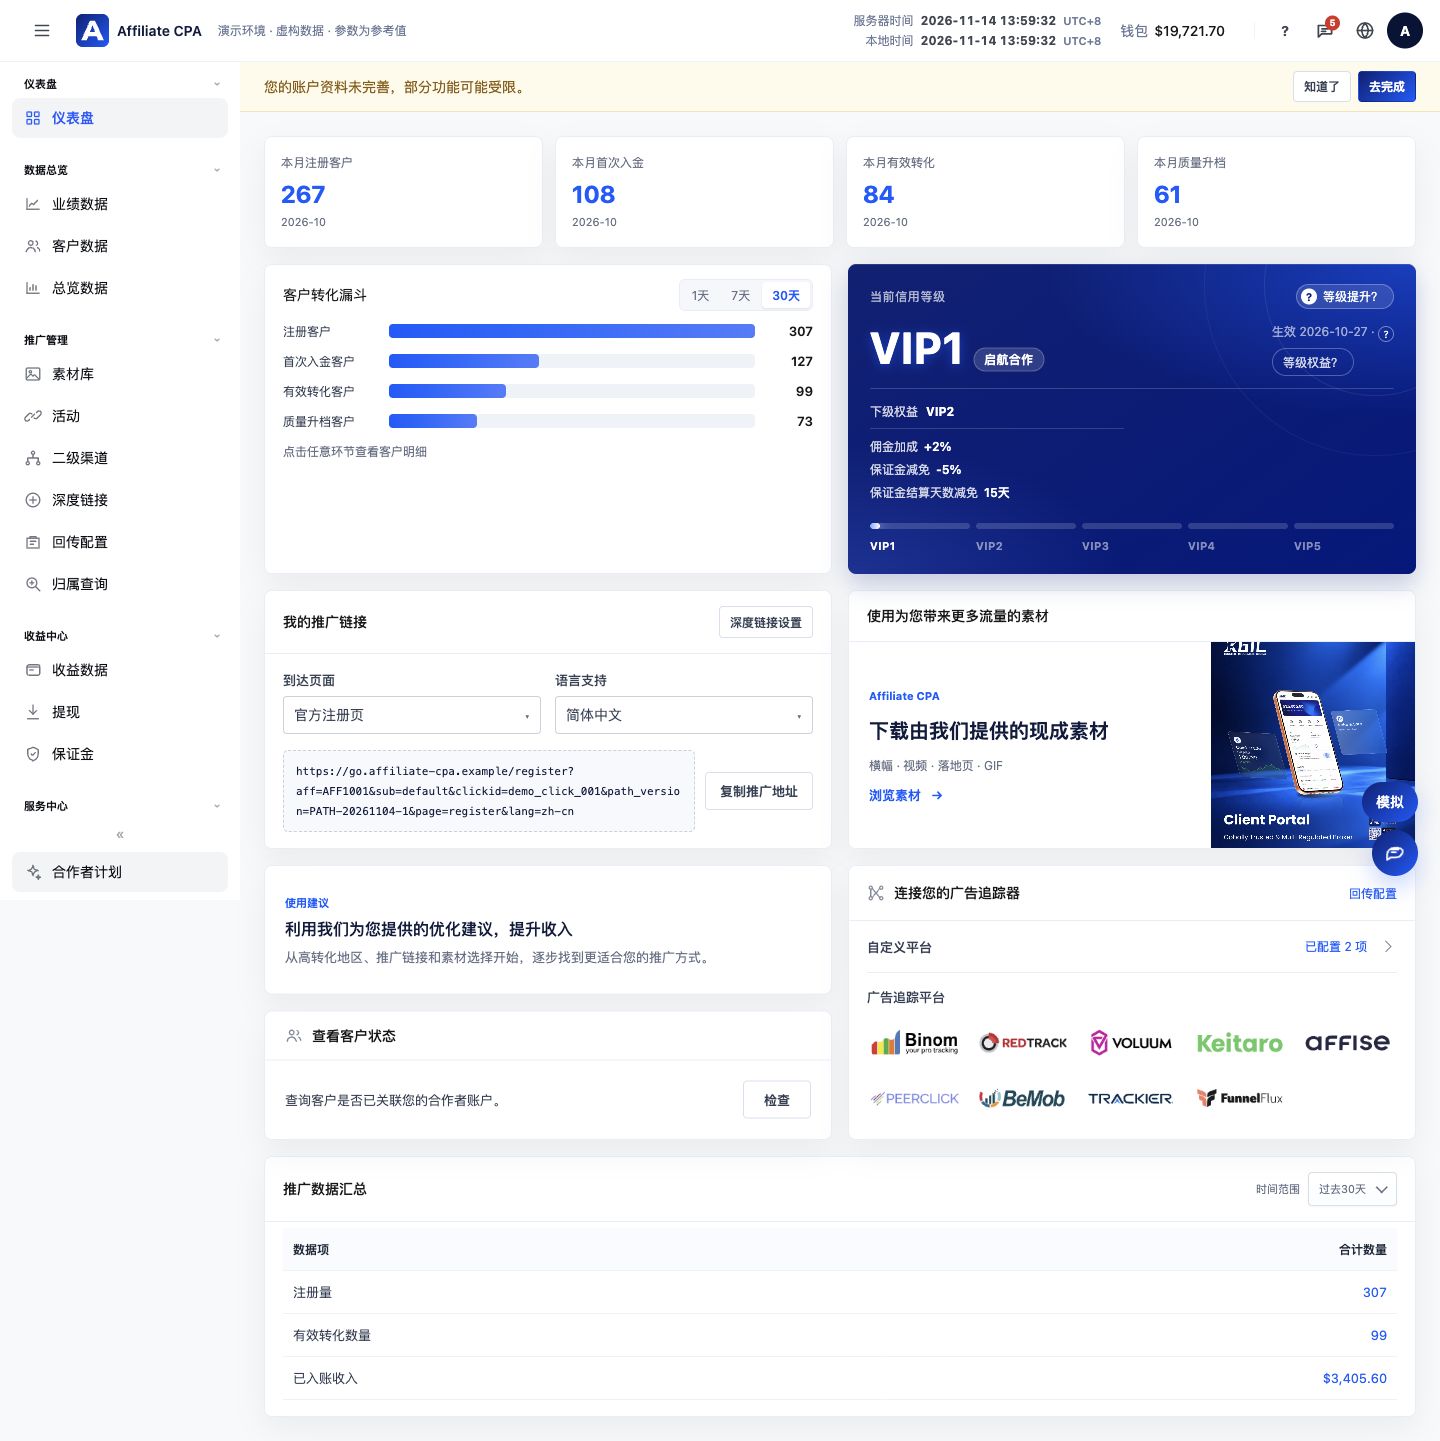 A Affiliate CPA 演示环境 · 虚构数据 · 参数为参考值
服务器时间 2026-11-14 13:59:32 UTC+8
本地时间 2026-11-14 13:59:32 UTC+8
钱包 $19,721.70
?
5
A
仪表盘
仪表盘
数据总览
业绩数据
客户数据
总览数据
推广管理
素材库
活动
二级渠道
深度链接
回传配置
归属查询
收益中心
收益数据
提现
保证金
服务中心
«
合作者计划
您的账户资料未完善，部分功能可能受限。
知道了
去完成
本月注册客户
267
2026-10
本月首次入金
108
2026-10
本月有效转化
84
2026-10
本月质量升档
61
2026-10
客户转化漏斗
1天 7天 30天
注册客户 307
首次入金客户 127
有效转化客户 99
质量升档客户 73
点击任意环节查看客户明细
当前信用等级
? 等级提升?
VIP1 启航合作
生效 2026-10-27 · ?
等级权益?
下级权益 VIP2
佣金加成 +2%
保证金减免 -5%
保证金结算天数减免 15天
VIP1 VIP2 VIP3 VIP4 VIP5
我的推广链接
深度链接设置
到达页面
官方注册页
语言支持
简体中文
https://go.affiliate-cpa.example/register?
aff=AFF1001&sub=default&clickid=demo_click_001&path_versio
n=PATH-20261104-1&page=register&lang=zh-cn
复制推广地址
使用为您带来更多流量的素材
Affiliate CPA
下载由我们提供的现成素材
横幅 · 视频 · 落地页 · GIF
浏览素材 →
Client Portal
模拟
使用建议
利用我们为您提供的优化建议，提升收入
从高转化地区、推广链接和素材选择开始，逐步找到更适合您的推广方式。
查看客户状态
查询客户是否已关联您的合作者账户。
检查
连接您的广告追踪器
回传配置
自定义平台
已配置 2 项
广告追踪平台
Binom
your pro tracking
REDTRACK
VOLUUM
Keitaro
AFFISE
PEERCLICK
BeMob
TRACKIER
FunnelFlux
推广数据汇总
时间范围 过去30天
数据项 合计数量
注册量 307
有效转化数量 99
已入账收入 $3,405.60